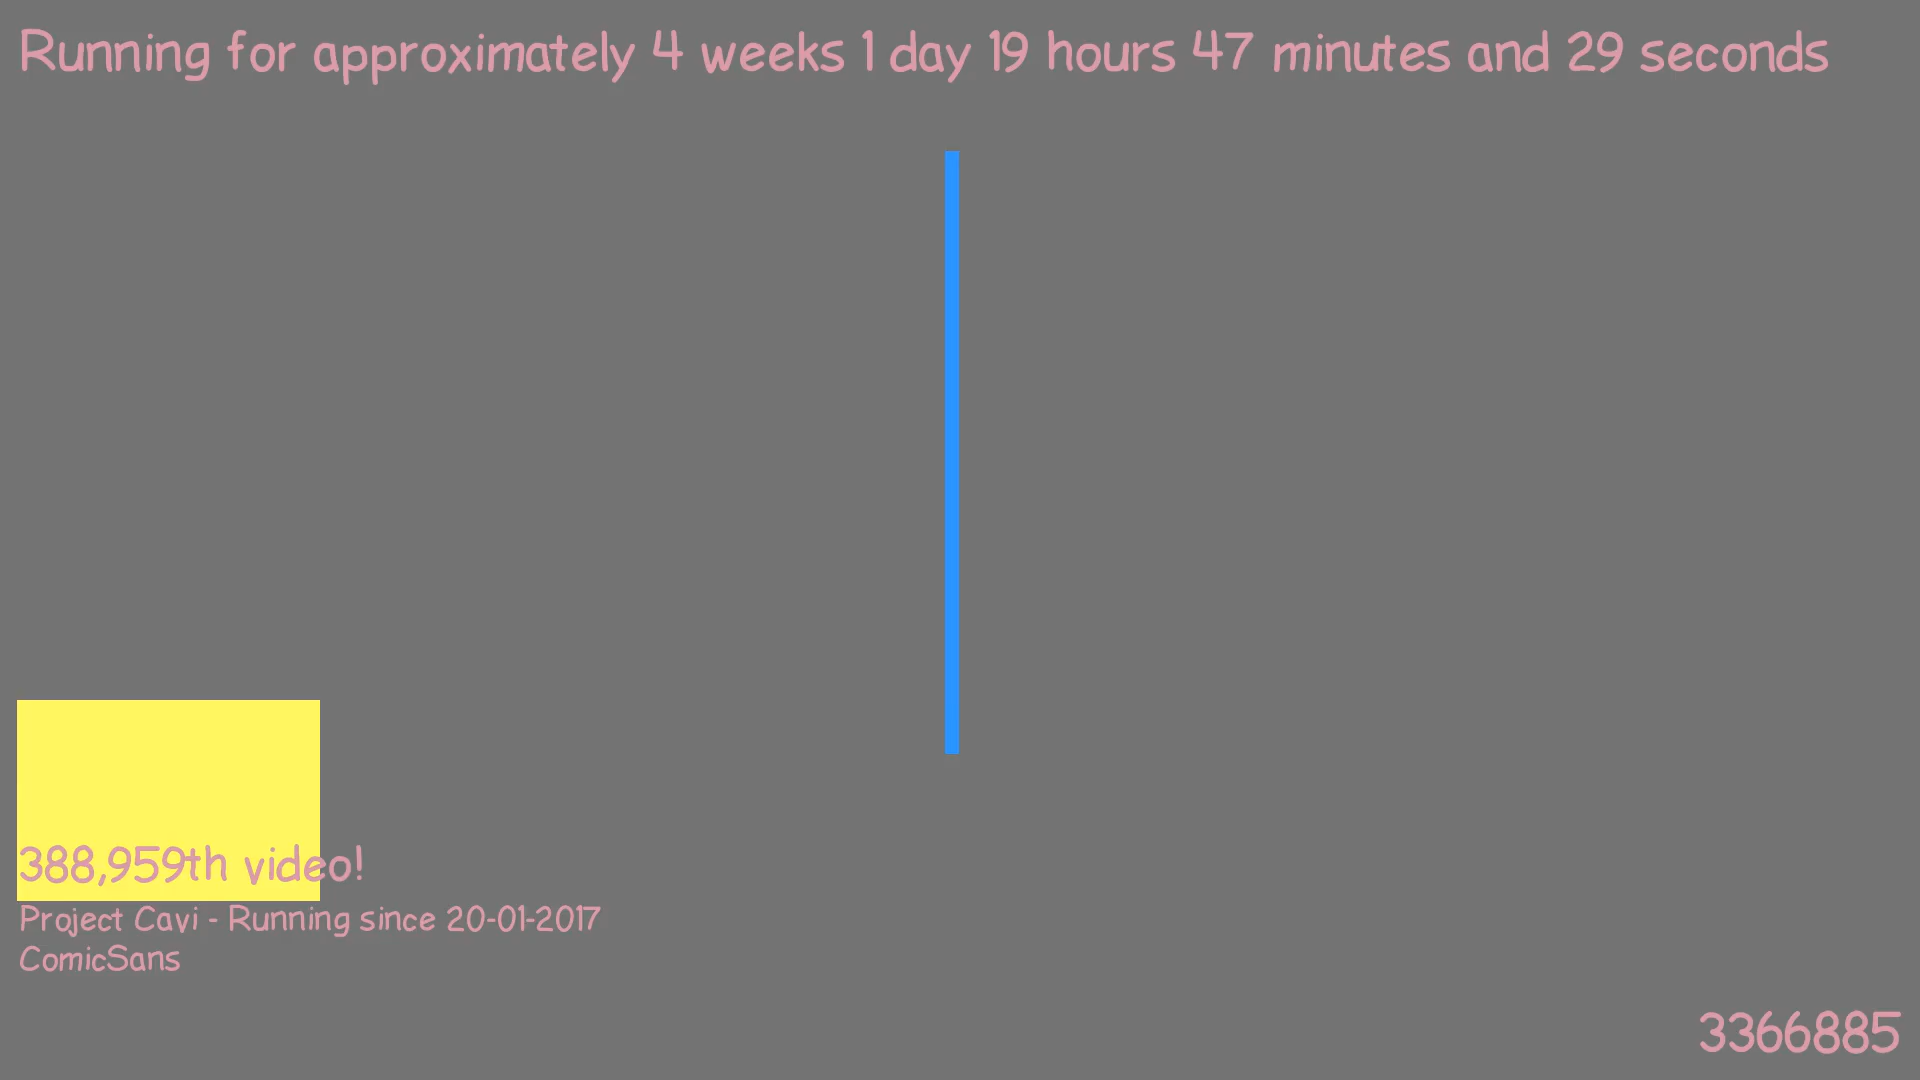 Running for approximately 4 weeks 1 day 19 hours 47 minutes and 29 seconds
388,959th video!
Project Cavi - Running since 20-01-2017
ComicSans
3366885